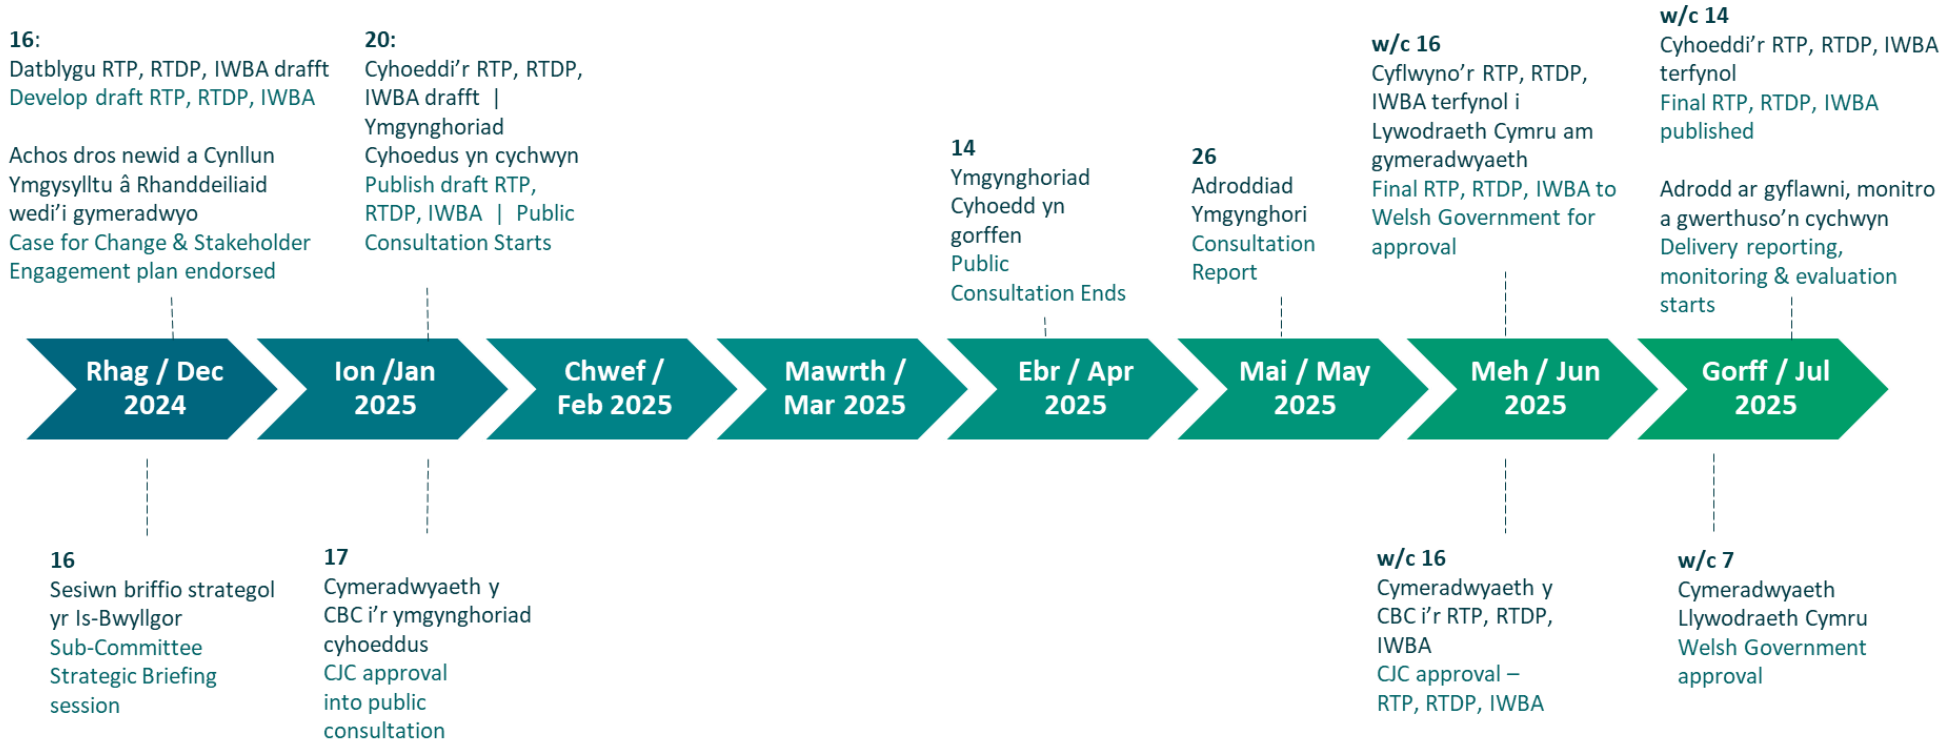 16:
Datblygu RTP, RTDP, IWBA drafft
Develop draft RTP, RTDP, IWBA
Achos dros newid a Cynllun
Ymgysylltu â Rhanddeiliaid
wedi’i gymeradwyo
Case for Change & Stakeholder
Engagement plan endorsed
20:
Cyhoeddi’r RTP, RTDP,
IWBA drafft |
Ymgynghoriad
Cyhoedus yn cychwyn
Publish draft RTP,
RTDP, IWBA | Public
Consultation Starts
14
Ymgynghoriad
Cyhoedd yn
gorffen
Public
Consultation Ends
26
Adroddiad
Ymgynghori
Consultation
Report
w/c 16
Cyflwyno’r RTP, RTDP,
IWBA terfynol i
Lywodraeth Cymru am
gymeradwyaeth
Final RTP, RTDP, IWBA to
Welsh Government for
approval
w/c 14
Cyhoeddi’r RTP, RTDP, IWBA
terfynol
Final RTP, RTDP, IWBA
published
Adrodd ar gyflawni, monitro
a gwerthuso’n cychwyn
Delivery reporting,
monitoring & evaluation
starts
Rhag / Dec
2024
Ion /Jan
2025
Chwef /
Feb 2025
Mawrth /
Mar 2025
Ebr / Apr
2025
Mai / May
2025
Meh / Jun
2025
Gorff / Jul
2025
16
Sesiwn briffio strategol
yr Is-Bwyllgor
Sub-Committee
Strategic Briefing
session
17
Cymeradwyaeth y
CBC i’r ymgynghoriad
cyhoeddus
CJC approval
into public
consultation
w/c 16
Cymeradwyaeth y
CBC i’r RTP, RTDP,
IWBA
CJC approval –
RTP, RTDP, IWBA
w/c 7
Cymeradwyaeth
Llywodraeth Cymru
Welsh Government
approval